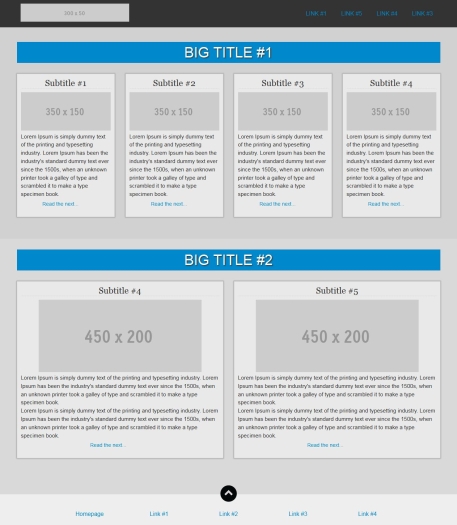 300 x 50
LINK #1 LINK #5 LINK #4 LINK #3
BIG TITLE #1
Subtitle #1
350 x 150
Lorem Ipsum is simply dummy text
of the printing and typesetting
industry. Lorem Ipsum has been the
industry's standard dummy text ever
since the 1500s, when an unknown
printer took a galley of type and
scrambled it to make a type
specimen book.
Read the next...
Subtitle #2
350 x 150
Lorem Ipsum is simply dummy text
of the printing and typesetting
industry. Lorem Ipsum has been the
industry's standard dummy text ever
since the 1500s, when an unknown
printer took a galley of type and
scrambled it to make a type
specimen book.
Read the next...
Subtitle #3
350 x 150
Lorem Ipsum is simply dummy text
of the printing and typesetting
industry. Lorem Ipsum has been the
industry's standard dummy text ever
since the 1500s, when an unknown
printer took a galley of type and
scrambled it to make a type
specimen book.
Read the next...
Subtitle #4
350 x 150
Lorem Ipsum is simply dummy text
of the printing and typesetting
industry. Lorem Ipsum has been the
industry's standard dummy text ever
since the 1500s, when an unknown
printer took a galley of type and
scrambled it to make a type
specimen book.
Read the next...
BIG TITLE #2
Subtitle #4
450 x 200
Lorem Ipsum is simply dummy text of the printing and typesetting industry. Lorem
Ipsum has been the industry's standard dummy text ever since the 1500s, when
an unknown printer took a galley of type and scrambled it to make a type
specimen book.
Lorem Ipsum is simply dummy text of the printing and typesetting industry. Lorem
Ipsum has been the industry's standard dummy text ever since the 1500s, when
an unknown printer took a galley of type and scrambled it to make a type
specimen book.
Read the next...
Subtitle #5
450 x 200
Lorem Ipsum is simply dummy text of the printing and typesetting industry. Lorem
Ipsum has been the industry's standard dummy text ever since the 1500s, when
an unknown printer took a galley of type and scrambled it to make a type
specimen book.
Lorem Ipsum is simply dummy text of the printing and typesetting industry. Lorem
Ipsum has been the industry's standard dummy text ever since the 1500s, when
an unknown printer took a galley of type and scrambled it to make a type
specimen book.
Read the next...
Homepage Link #1 Link #2 Link #3 Link #4